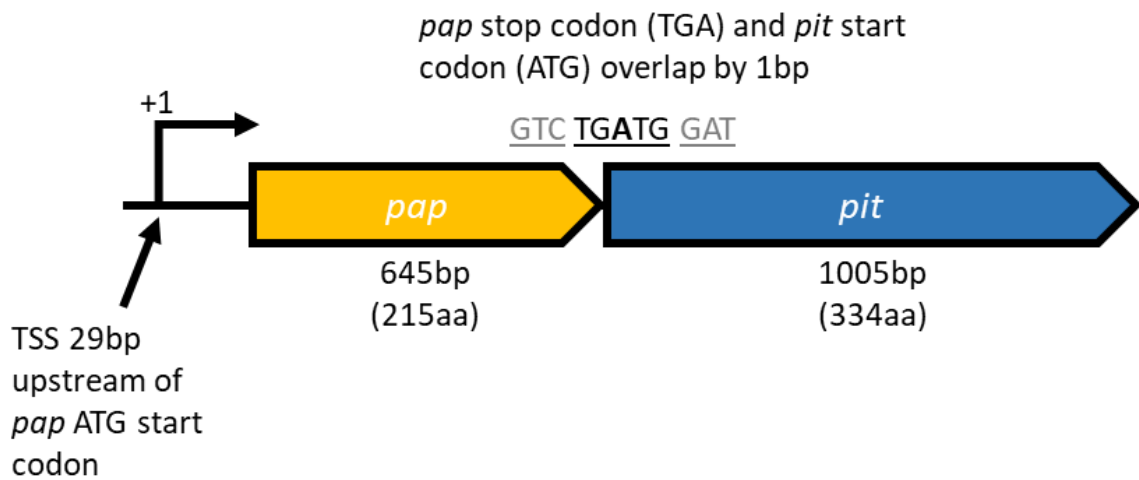 pap stop codon (TGA) and pit start
codon (ATG) overlap by 1bp
+1
GTC TGATG GAT
pap
pit
645bp
(215aa)
1005bp
(334aa)
TSS 29bp
upstream of
pap ATG start
codon